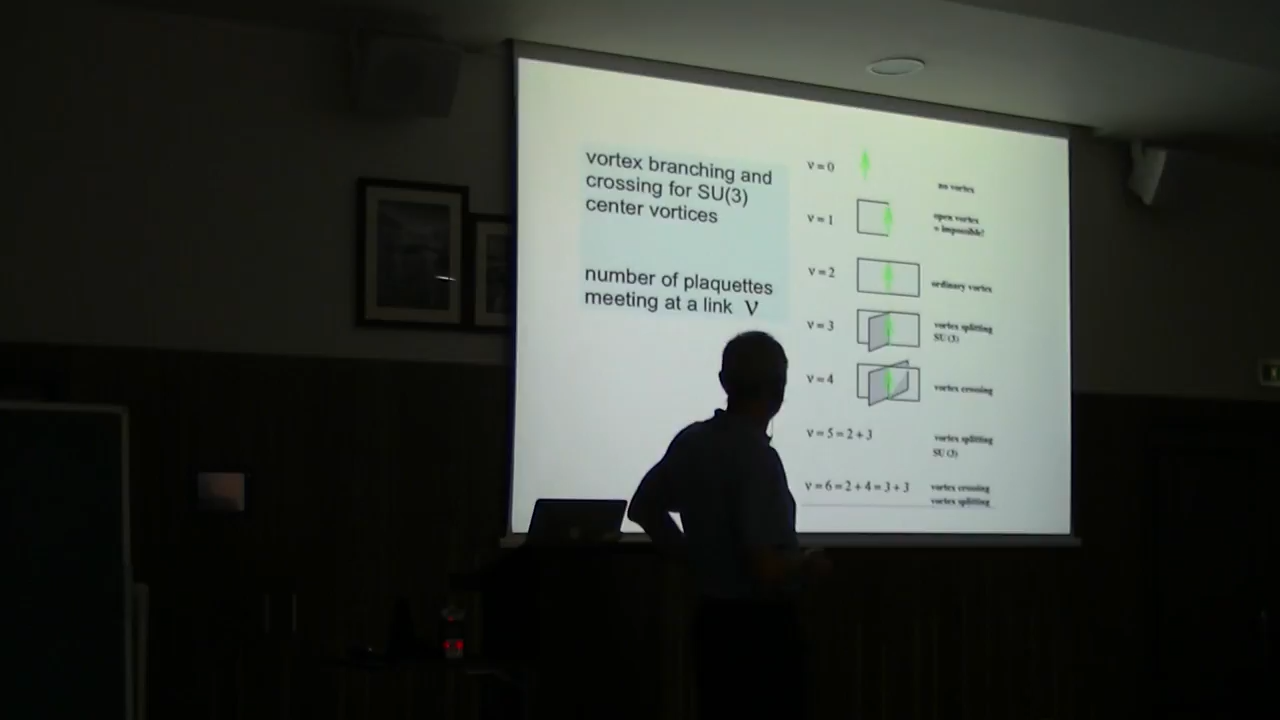 vortex branching and
crossing for SU(3)
center vortices
number of plaquettes
meeting at a link ν
ν = 0
no vortex
ν = 1
open vortex
= impossible!
ν = 2
ordinary vortex
ν = 3
vortex splitting
SU(3)
ν = 4
vortex crossing
ν = 5 = 2 + 3
vortex splitting
SU(3)
ν = 6 = 2 + 4 = 3 + 3
vortex crossing
vortex splitting